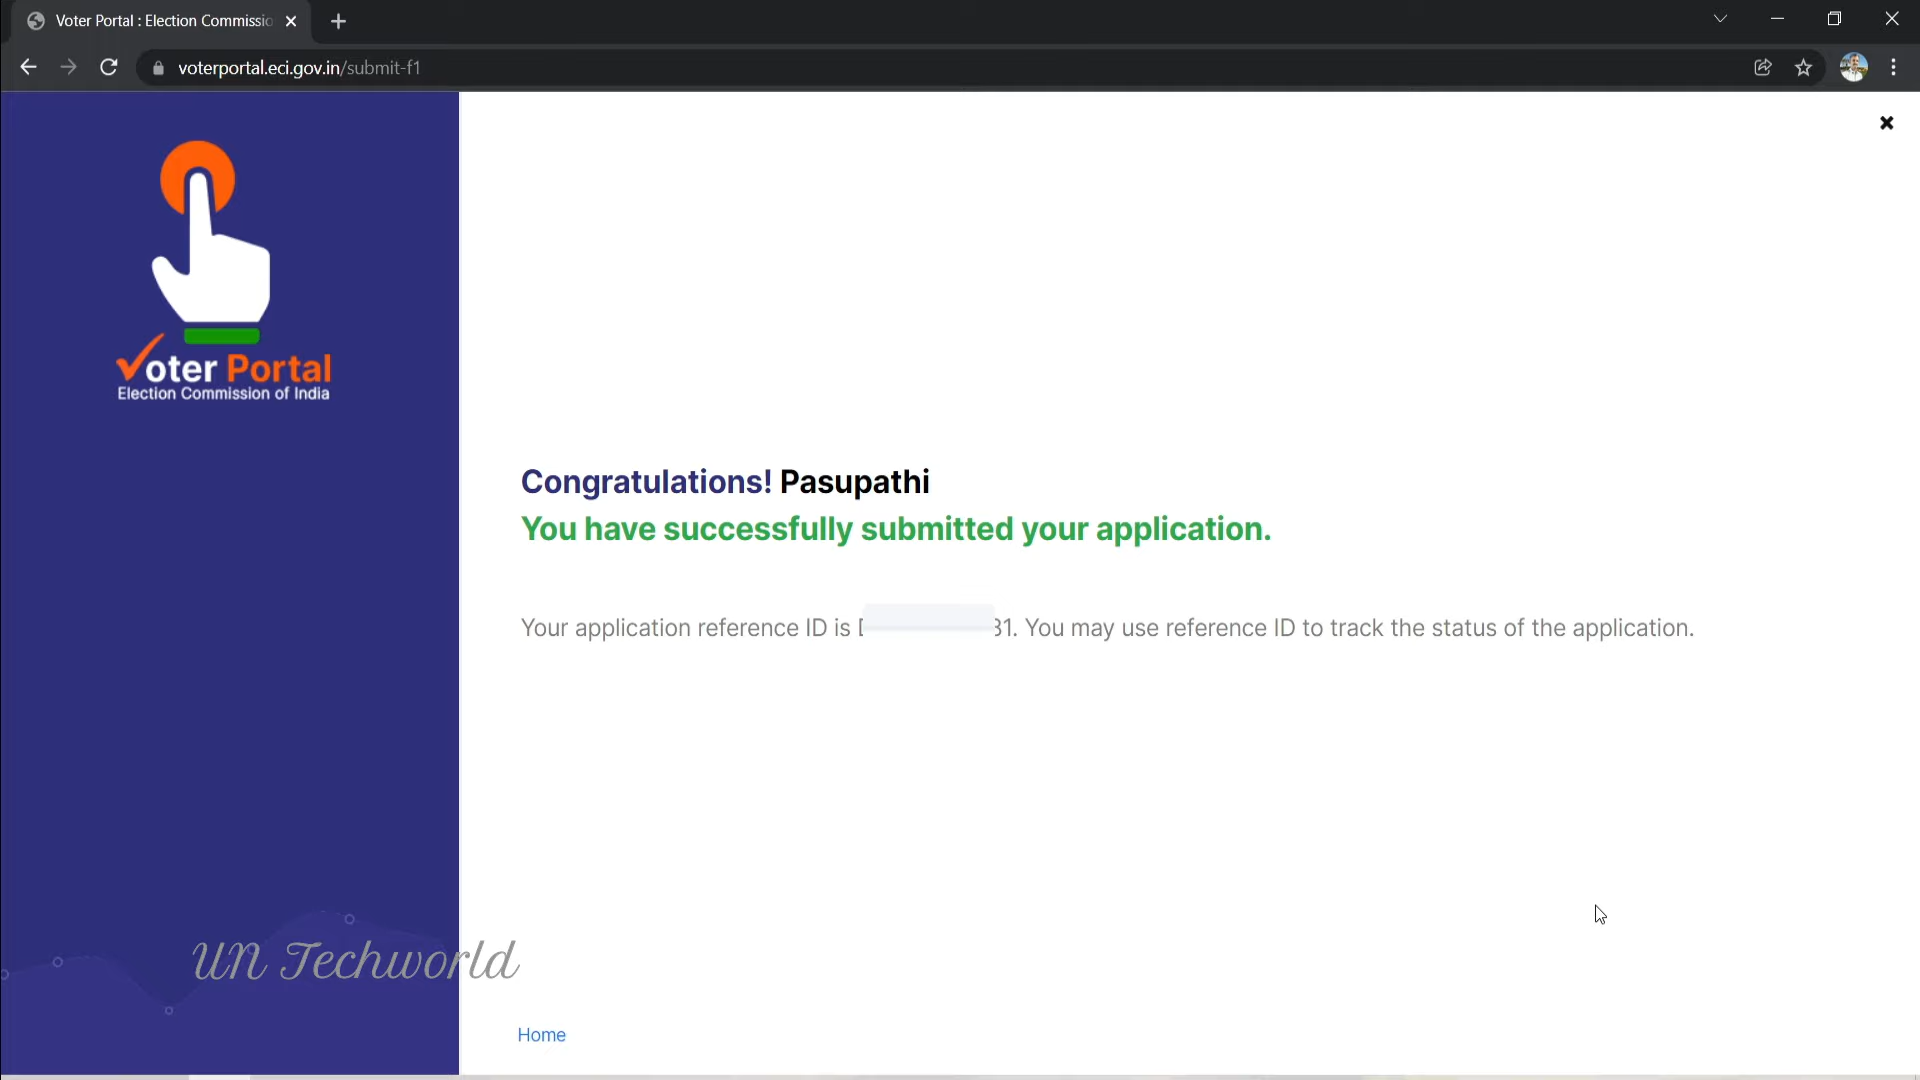 Voter Portal : Election Commissio
voterportal.eci.gov.in/submit-f1
Voter Portal
Election Commission of India
Congratulations! Pasupathi
You have successfully submitted your application.
Your application reference ID is 31. You may use reference ID to track the status of the application.
UN Techworld
Home